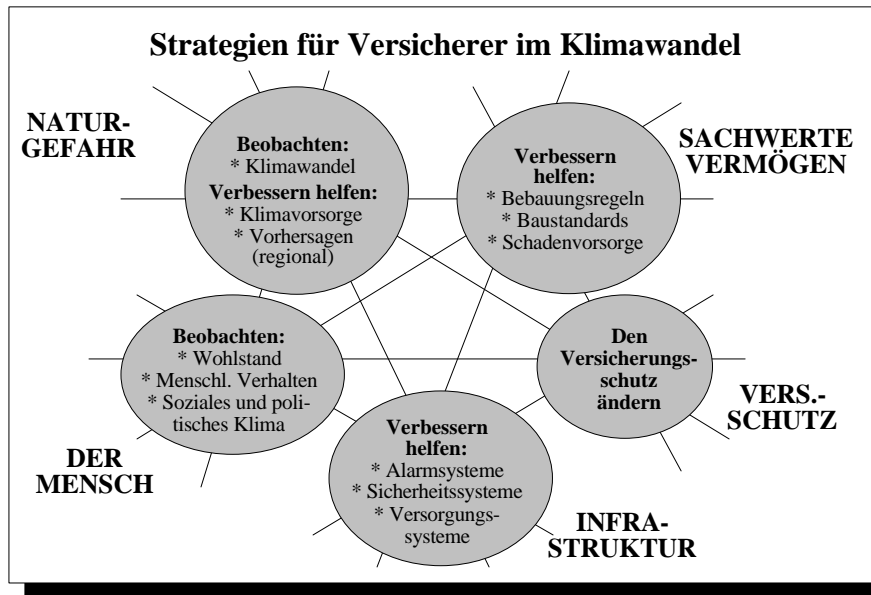 Strategien für Versicherer im Klimawandel
NATUR-
GEFAHR
Beobachten:
* Klimawandel
Verbessern helfen:
* Klimavorsorge
* Vorhersagen
(regional)
Verbessern
helfen:
* Bebauungsregeln
* Baustandards
* Schadenvorsorge
SACHWERTE
VERMÖGEN
Beobachten:
* Wohlstand
* Menschl. Verhalten
* Soziales und poli-
tisches Klima
DER
MENSCH
Verbessern
helfen:
* Alarmsysteme
* Sicherheitssysteme
* Versorgungs-
systeme
INFRA-
STRUKTUR
Den
Versicherungs-
schutz
ändern
VERS.-
SCHUTZ